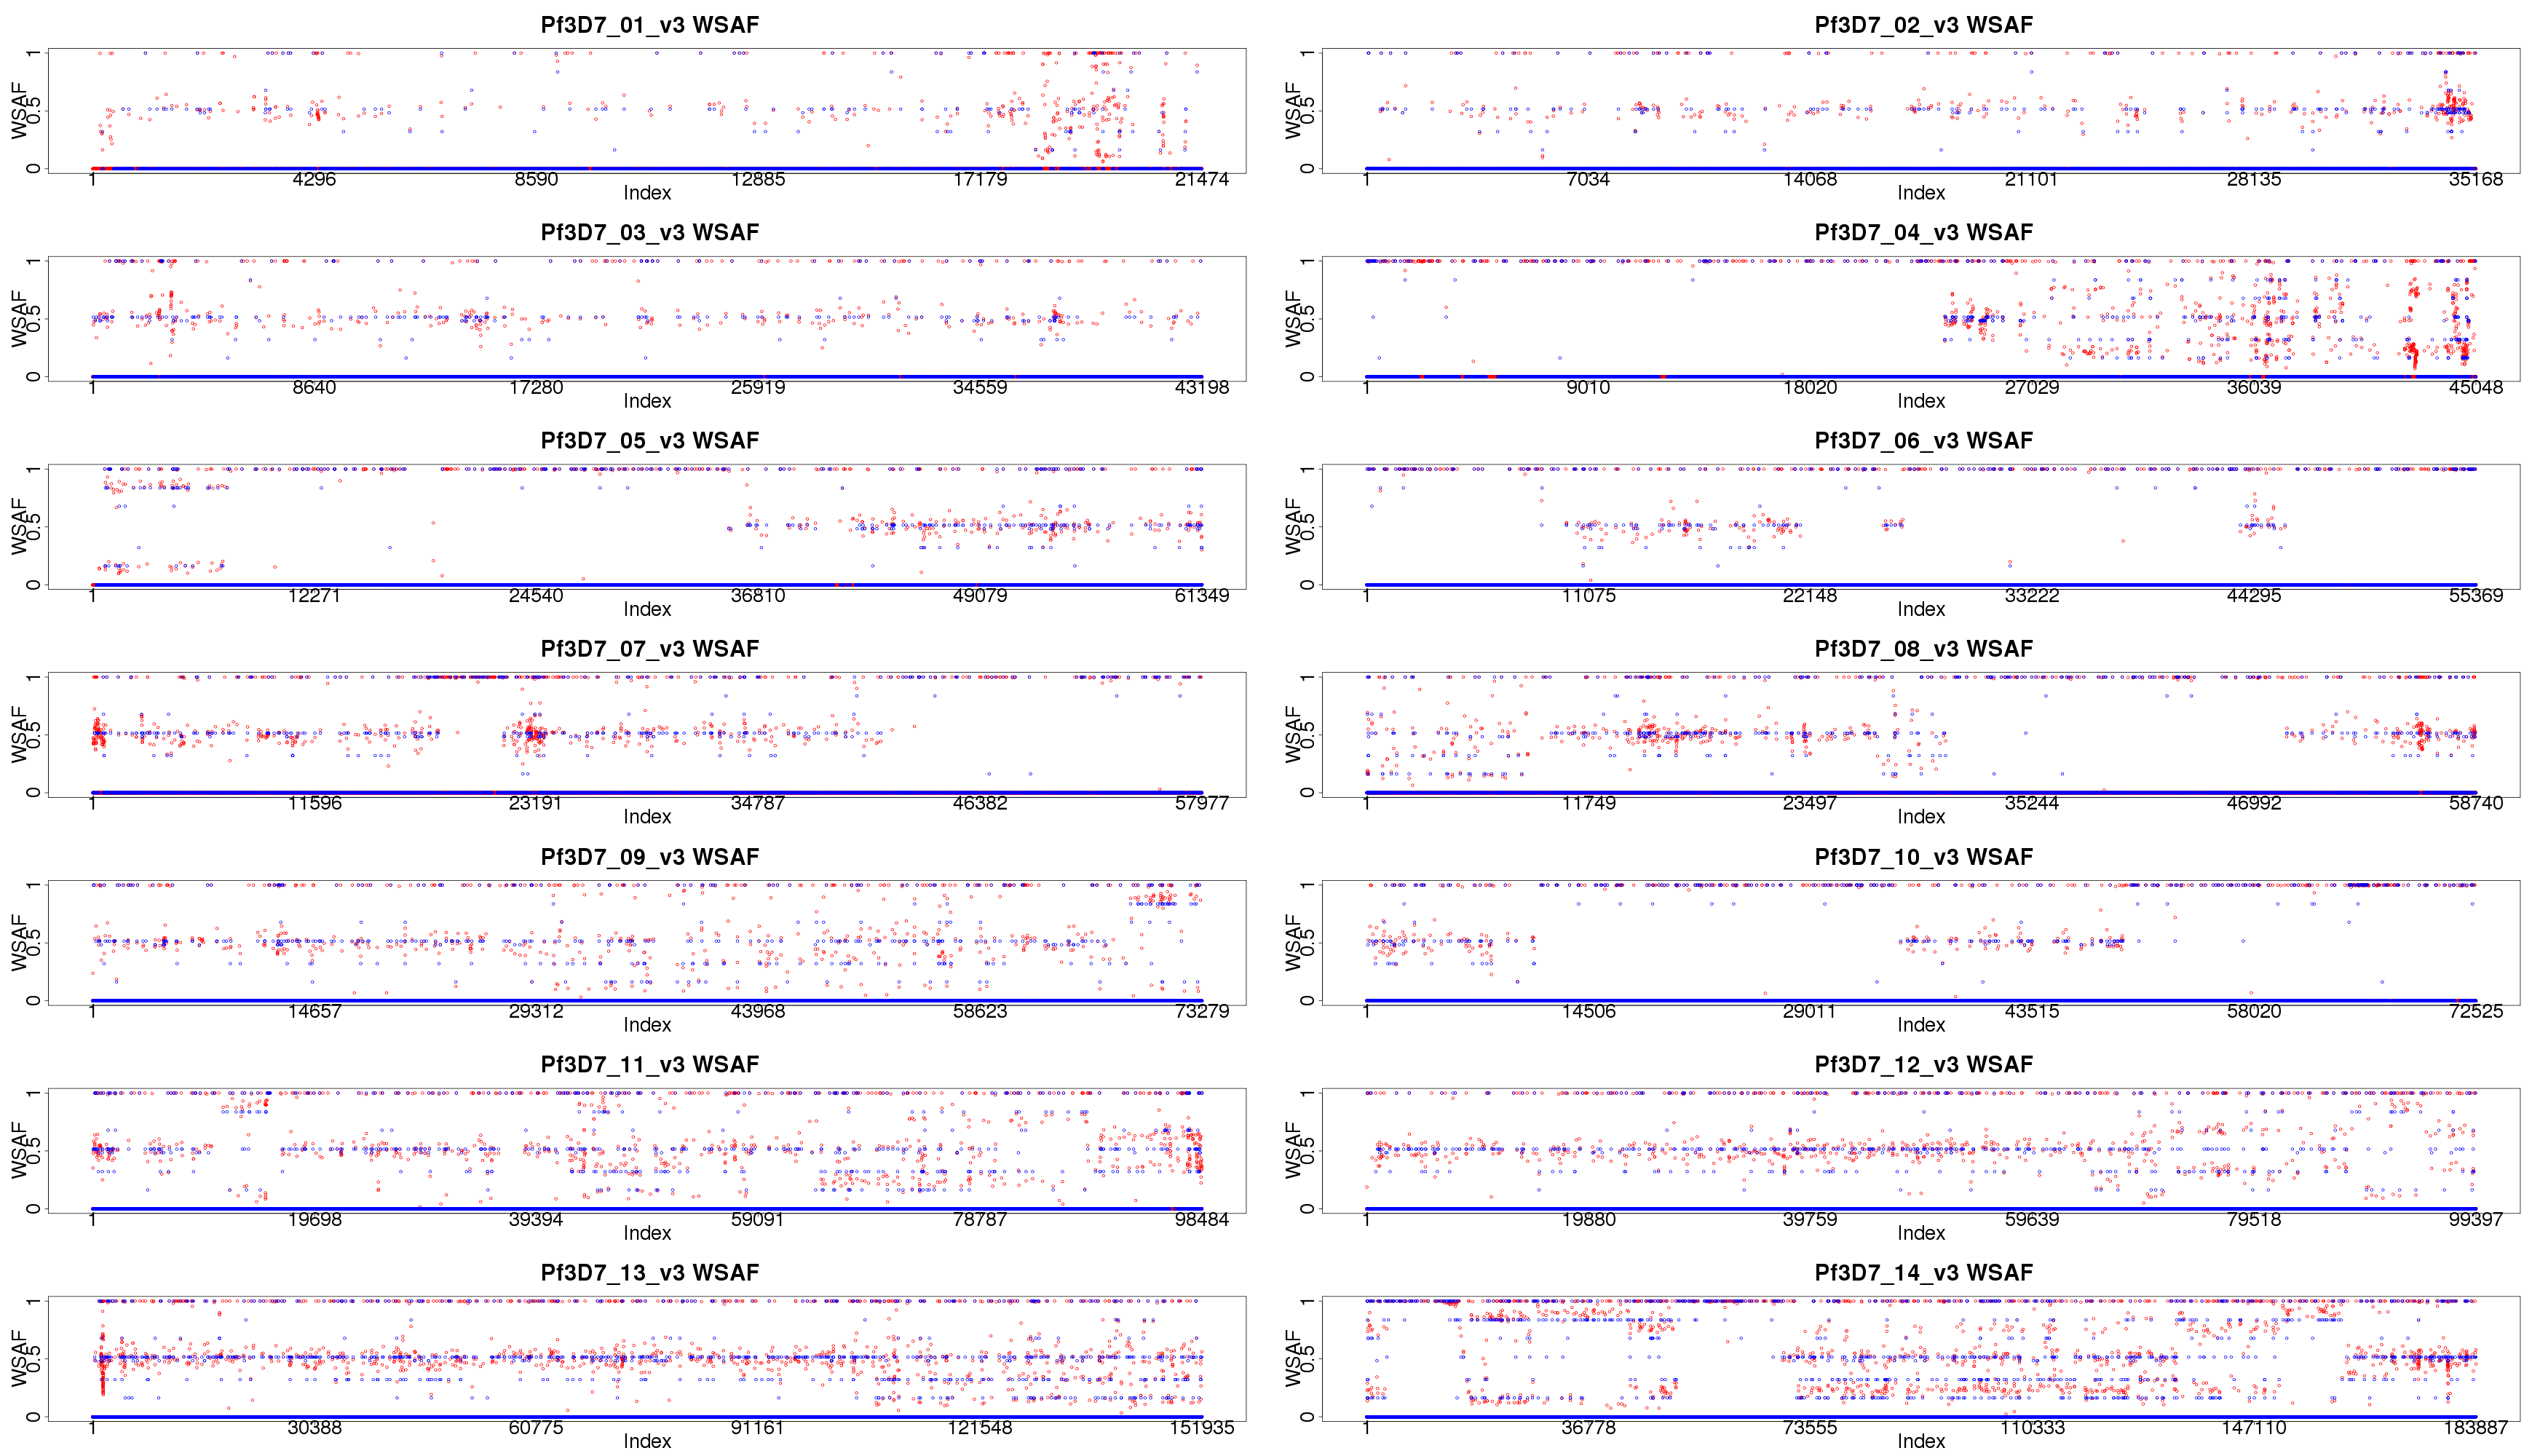 Pf3D7_01_v3 WSAF
WSAF
0 0.5 1
1 4296 8590 12885 17179 21474
Index
Pf3D7_02_v3 WSAF
WSAF
0 0.5 1
1 7034 14068 21101 28135 35168
Index
Pf3D7_03_v3 WSAF
WSAF
0 0.5 1
1 8640 17280 25919 34559 43198
Index
Pf3D7_04_v3 WSAF
WSAF
0 0.5 1
1 9010 18020 27029 36039 45048
Index
Pf3D7_05_v3 WSAF
WSAF
0 0.5 1
1 12271 24540 36810 49079 61349
Index
Pf3D7_06_v3 WSAF
WSAF
0 0.5 1
1 11075 22148 33222 44295 55369
Index
Pf3D7_07_v3 WSAF
WSAF
0 0.5 1
1 11596 23191 34787 46382 57977
Index
Pf3D7_08_v3 WSAF
WSAF
0 0.5 1
1 11749 23497 35244 46992 58740
Index
Pf3D7_09_v3 WSAF
WSAF
0 0.5 1
1 14657 29312 43968 58623 73279
Index
Pf3D7_10_v3 WSAF
WSAF
0 0.5 1
1 14506 29011 43515 58020 72525
Index
Pf3D7_11_v3 WSAF
WSAF
0 0.5 1
1 19698 39394 59091 78787 98484
Index
Pf3D7_12_v3 WSAF
WSAF
0 0.5 1
1 19880 39759 59639 79518 99397
Index
Pf3D7_13_v3 WSAF
WSAF
0 0.5 1
1 30388 60775 91161 121548 151935
Index
Pf3D7_14_v3 WSAF
WSAF
0 0.5 1
1 36778 73555 110333 147110 183887
Index